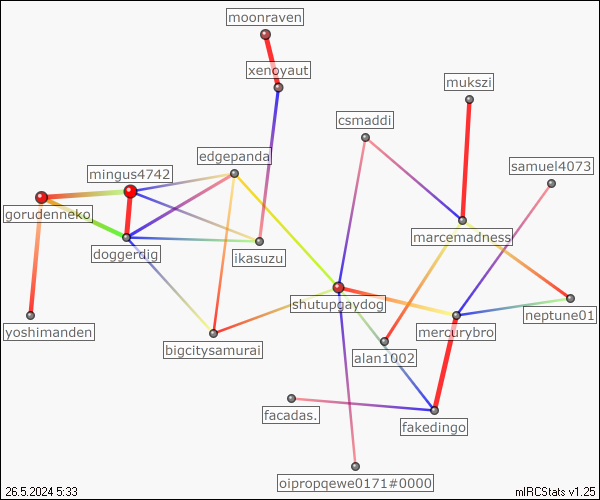 moonraven
xenoyaut
mukszi
csmaddi
edgepanda
samuel4073
mingus4742
gorudenneko
marcemadness
doggerdig
ikasuzu
shutupgaydog
neptune01
yoshimanden
mercurybro
bigcitysamurai
alan1002
facadas.
fakedingo
oipropqewe0171#0000
26.5.2024 5:33
mIRCStats v1.25